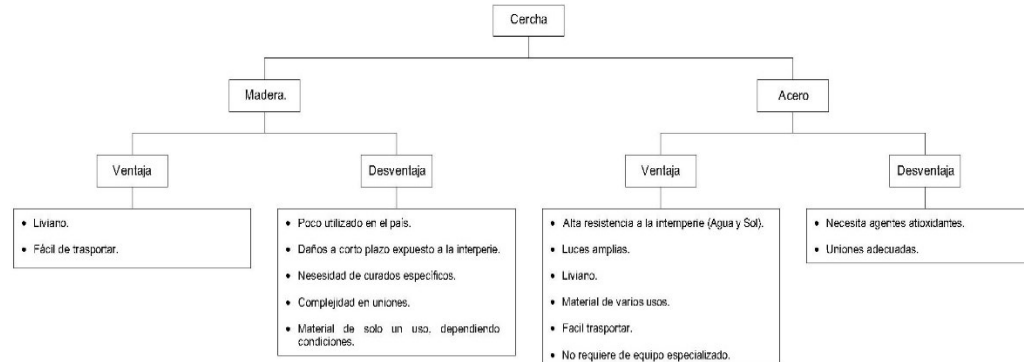 Cercha
Madera.
Acero
Ventaja
Desventaja
Ventaja
Desventaja
• Liviano.
• Fácil de trasportar.
• Poco utilizado en el país.
• Daños a corto plazo expuesto a la interperie.
• Nesesidad de curados específicos.
• Complejidad en uniones.
• Material de solo un uso, dependiendo
condiciones.
• Alta resistencia a la intemperie (Agua y Sol).
• Luces amplias.
• Liviano.
• Material de varios usos.
• Facil trasportar.
• No requiere de equipo especializado.
• Necesita agentes atioxidantes.
• Uniones adecuadas.